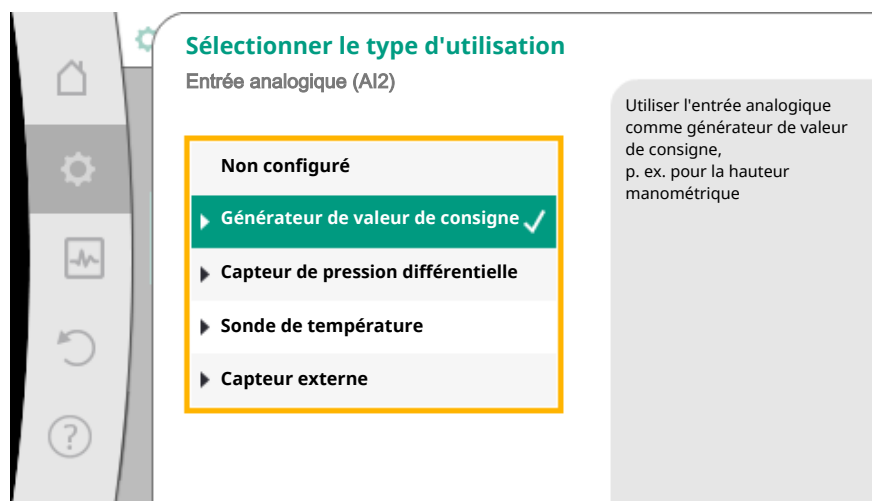 Sélectionner le type d'utilisation
Entrée analogique (AI2)
Non configuré
Générateur de valeur de consigne
Capteur de pression différentielle
Sonde de température
Capteur externe
Utiliser l'entrée analogique
comme générateur de valeur
de consigne,
p. ex. pour la hauteur
manométrique
?